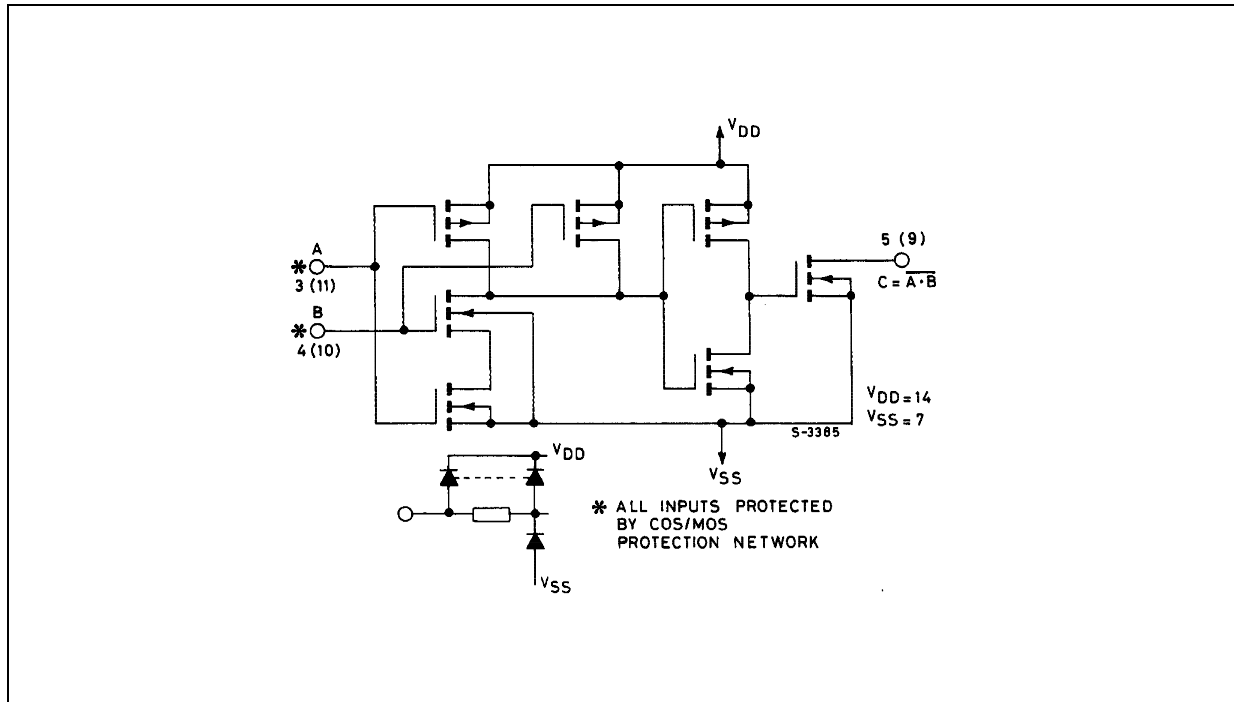 VDD
A
* 3 (11)
B
* 4 (10)
5 (9)
C = A·B
VDD = 14
VSS = 7
S-3385
VSS
VDD
* ALL INPUTS PROTECTED
BY COS/MOS
PROTECTION NETWORK
VSS